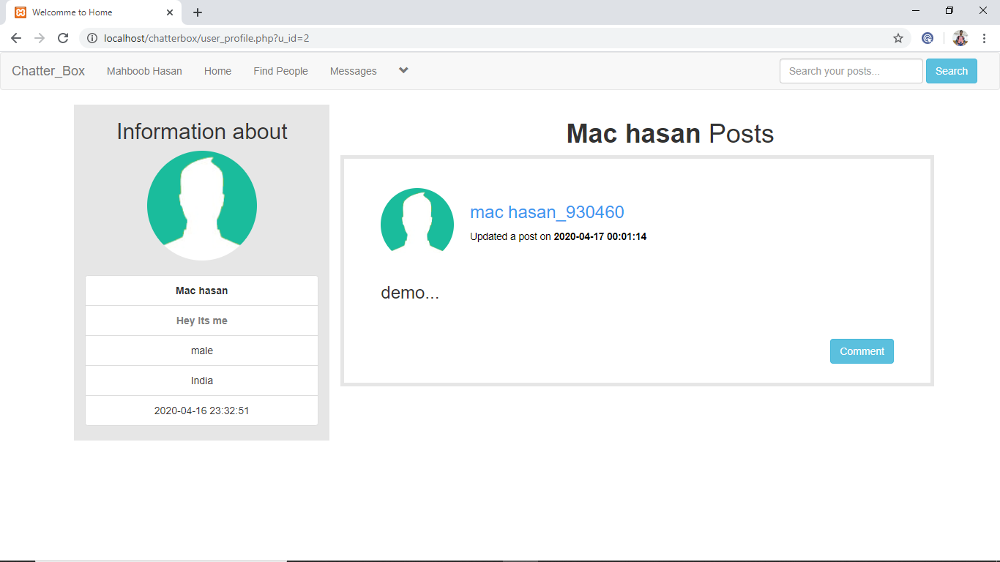 Welcomme to Home
localhost/chatterbox/user_profile.php?u_id=2
Chatter_Box Mahboob Hasan Home Find People Messages Search your posts... Search
Information about
Mac hasan
Hey Its me
male
India
2020-04-16 23:32:51
Mac hasan Posts
mac hasan_930460
Updated a post on 2020-04-17 00:01:14
demo...
Comment